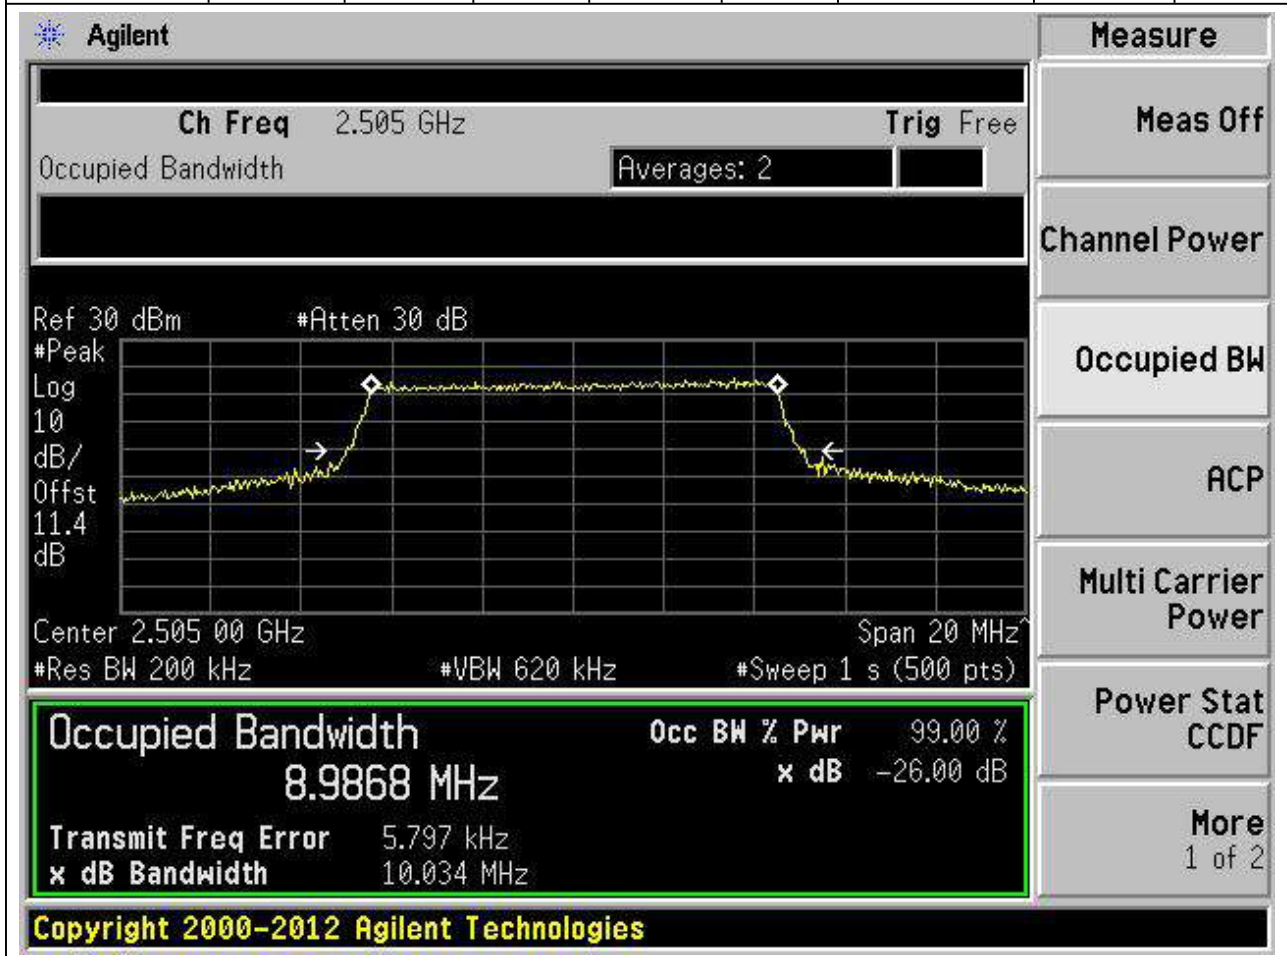 Agilent
Measure
Ch Freq 2.505 GHz Trig Free
Occupied Bandwidth Averages: 2
Meas Off
Channel Power
Occupied BW
ACP
Multi Carrier
Power
Power Stat
CCDF
More
1 of 2
Ref 30 dBm #Atten 30 dB
#Peak
Log
10
dB/
Offst
11.4
dB
Center 2.505 00 GHz Span 20 MHz^
#Res BW 200 kHz #VBW 620 kHz #Sweep 1 s (500 pts)
Occupied Bandwidth Occ BW % Pwr 99.00 %
8.9868 MHz x dB -26.00 dB
Transmit Freq Error 5.797 kHz
x dB Bandwidth 10.034 MHz
Copyright 2000-2012 Agilent Technologies